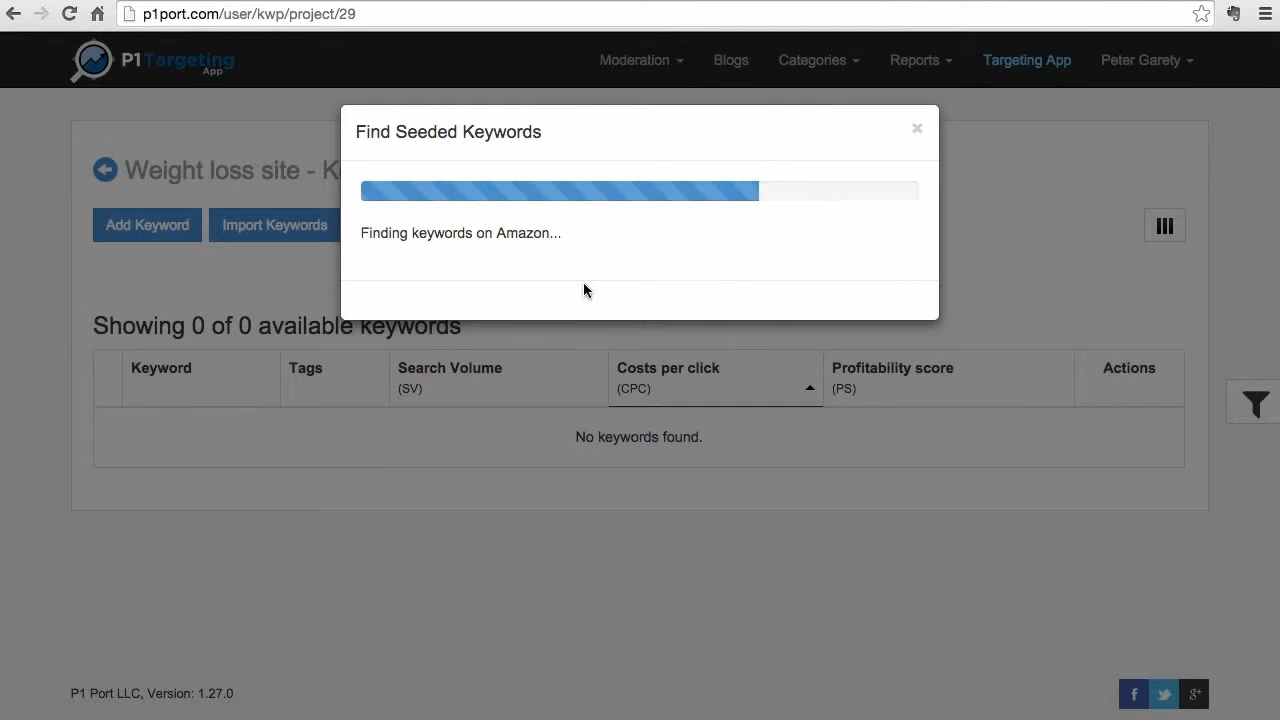 p1port.com/user/kwp/project/29
P1Targeting
App
Moderation
Blogs
Categories
Reports
Targeting App
Peter Garety
Find Seeded Keywords
Weight loss site - K
Add Keyword
Import Keywords
Finding keywords on Amazon...
Showing 0 of 0 available keywords
Keyword
Tags
Search Volume
(SV)
Costs per click
(CPC)
Profitability score
(PS)
Actions
No keywords found.
P1 Port LLC, Version: 1.27.0